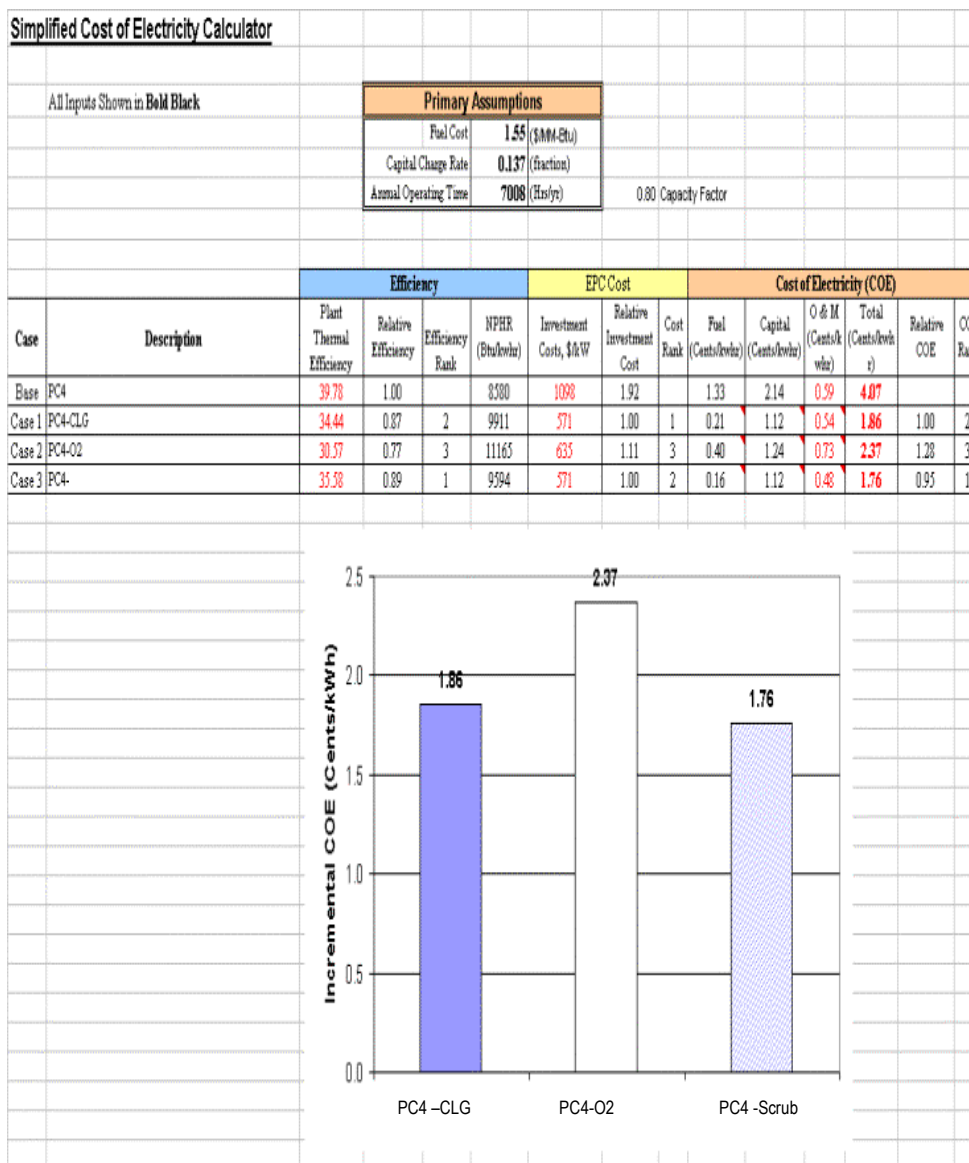 Simplified Cost of Electricity Calculator
All Inputs Shown in Bold Black
Primary Assumptions
Fuel Cost 1.55 ($/MM-Btu)
Capital Charge Rate 0.137 (fraction)
Annual Operating Time 7008 (Hrs/yr) 0.80 Capacity Factor
Efficiency EPC Cost Cost of Electricity (COE)
Case Description Plant Thermal Efficiency Relative Efficiency Efficiency Rank NPHR (Btu/kwhr) Investment Costs, $/kW Relative Investment Cost Cost Rank Fuel (Cents/kwhr) Capital (Cents/kwhr) O & M (Cents/k whr) Total (Cents/kwh r) Relative COE
Base PC4 39.78 1.00 8580 1098 1.92 1.33 2.14 0.59 4.07
Case 1 PC4-CLG 34.44 0.87 2 9911 571 1.00 1 0.21 1.12 0.54 1.86 1.00 2
Case 2 PC4-O2 30.57 0.77 3 11165 635 1.11 3 0.40 1.24 0.73 2.37 1.28 3
Case 3 PC4- 35.58 0.89 1 9594 571 1.00 2 0.16 1.12 0.48 1.76 0.95 1
Incremental COE (Cents/kWh)
2.5
2.0
1.5
1.0
0.5
0.0
1.86
2.37
1.76
PC4 –CLG PC4-O2 PC4 -Scrub